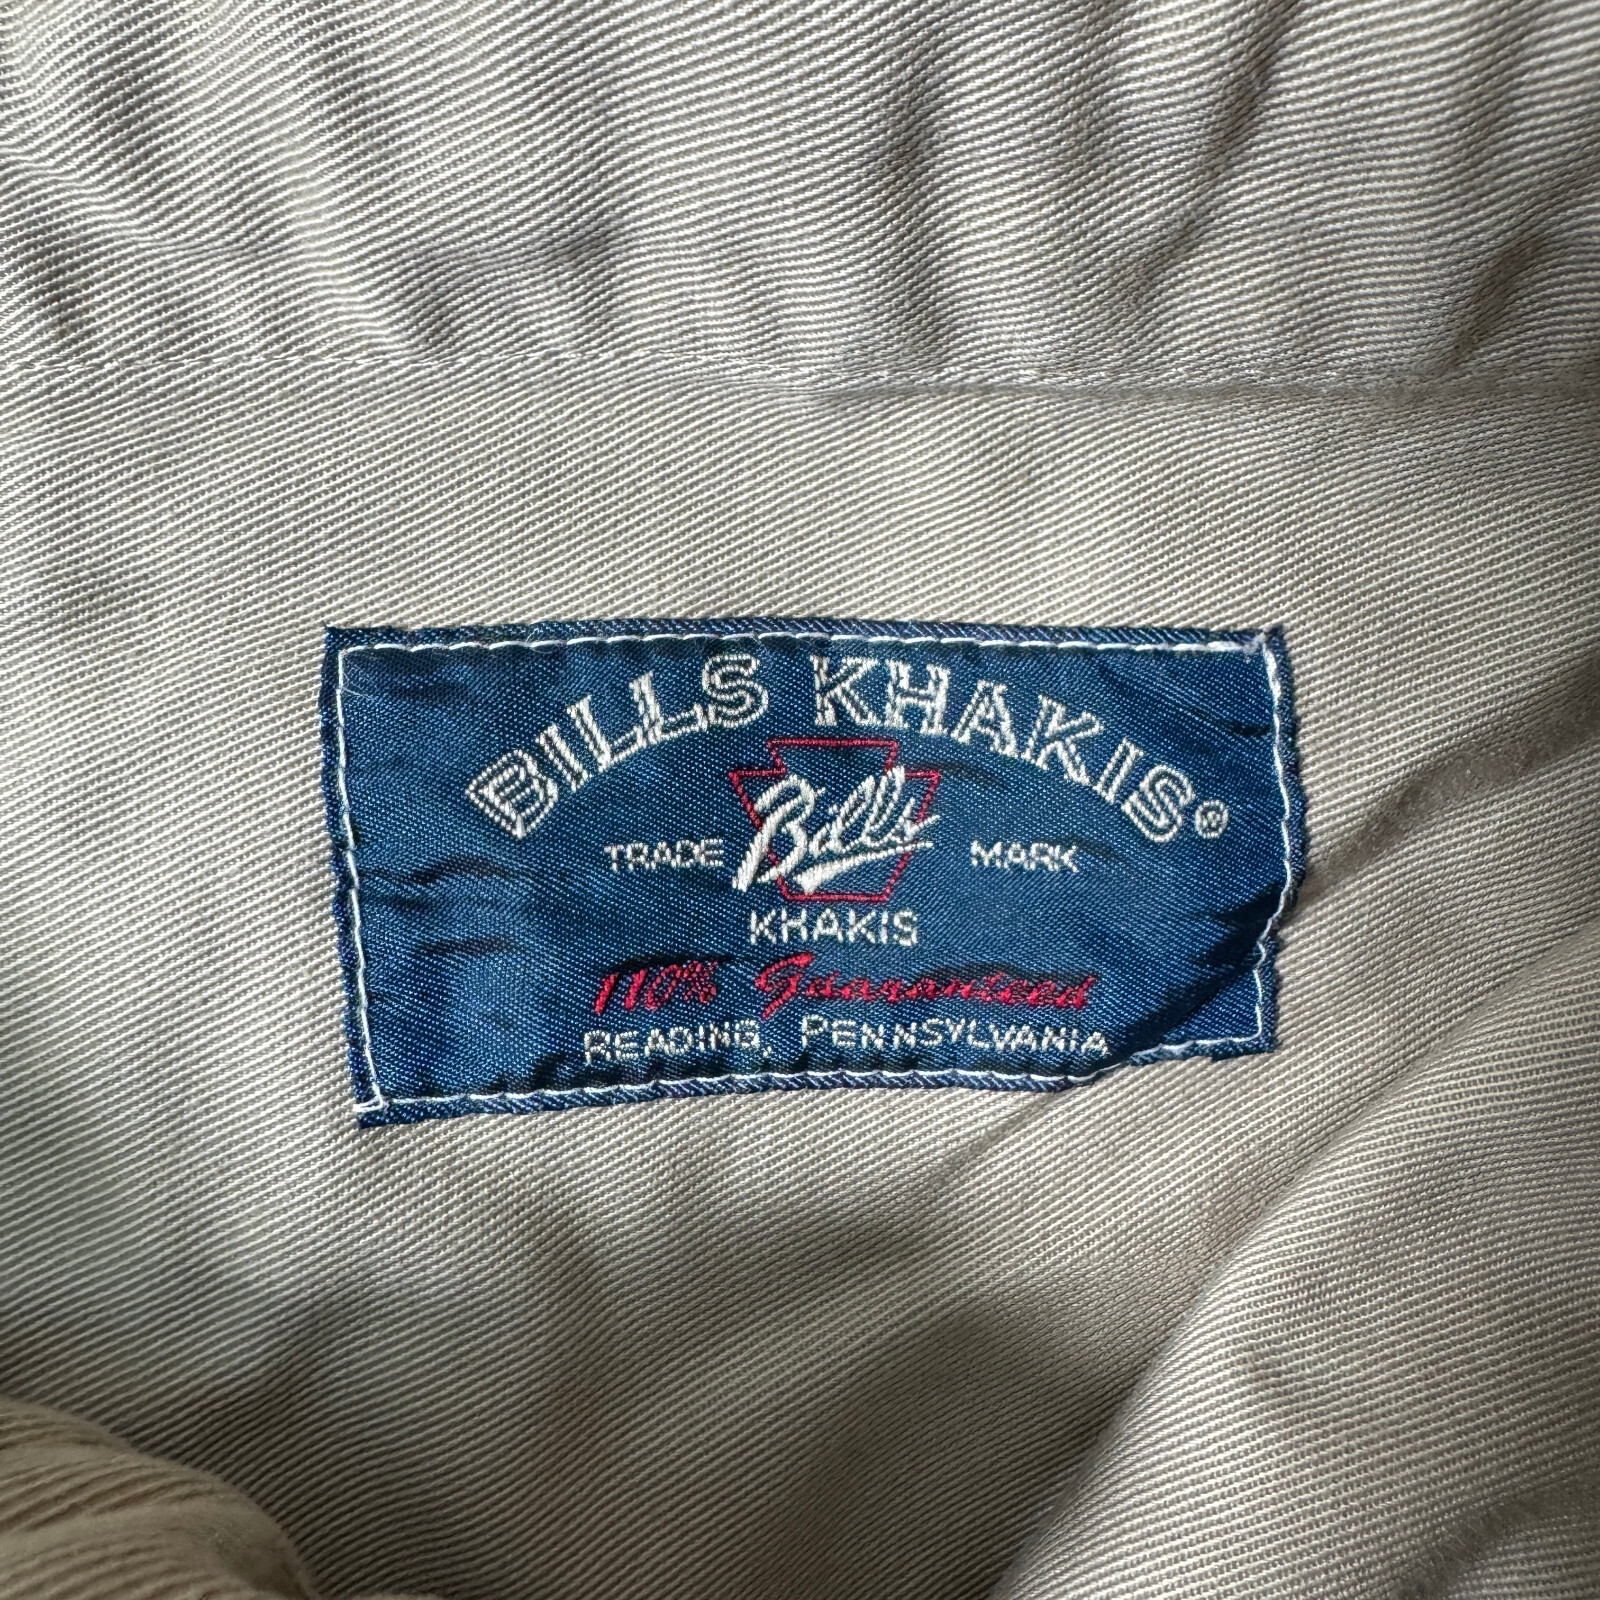 BILLS KHAKIS®
TRADE Bills MARK
KHAKIS
110% Guaranteed
READING, PENNSYLVANIA